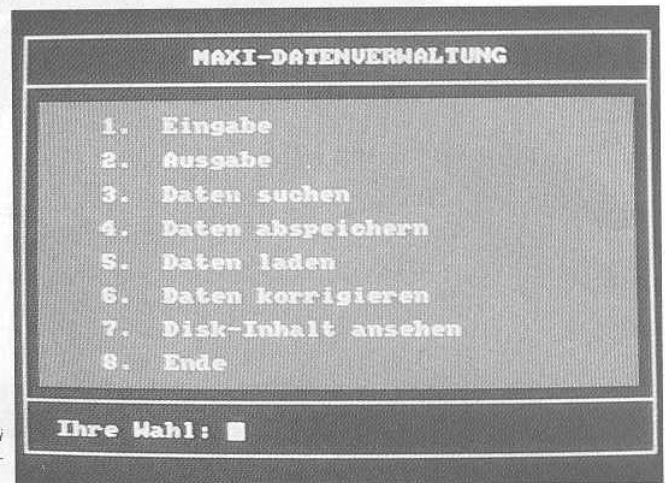 MAXI-DATENVERWALTUNG
1. Eingabe
2. Ausgabe
3. Daten suchen
4. Daten abspeichern
5. Daten laden
6. Daten korrigieren
7. Disk-Inhalt ansehen
8. Ende
Ihre Wahl: